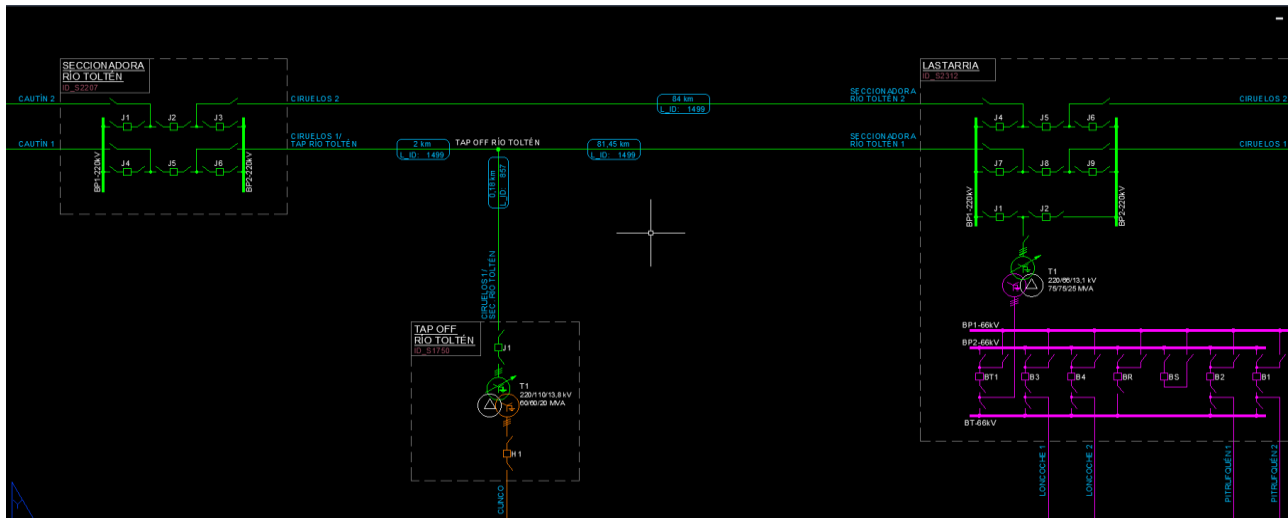 SECCIONADORA
RÍO TOLTÉN
ID_S2207
CAUTÍN 2
CAUTÍN 1
J1
J2
J3
J4
J5
J6
BP1-220kV
BP2-220kV
CIRUELOS 2
CIRUELOS 1/
TAP RÍO TOLTÉN
2 km
L_ID: 1499
TAP OFF RÍO TOLTÉN
84 km
L_ID: 1499
81,45 km
L_ID: 1499
0,18 km
L_ID: 857
CIRUELOS 1/
SEC. RÍO TOLTÉN
SECCIONADORA
RÍO TOLTÉN 2
SECCIONADORA
RÍO TOLTÉN 1
TAP OFF
RÍO TOLTÉN
ID_S1750
J1
T1
220/110/13,8 kV
60/60/20 MVA
H1
CUNCO
LASTARRIA
ID_S2312
CIRUELOS 2
CIRUELOS 1
J4
J5
J6
J7
J8
J9
J1
J2
BP1-220kV
BP2-220kV
T1
220/66/13,1 kV
75/75/25 MVA
BP1-66kV
BP2-66kV
BT1
B3
B4
BR
BS
B2
B1
BT-66kV
LONCOCHE 1
LONCOCHE 2
PITRUFQUÉN 1
PITRUFQUÉN 2
Y